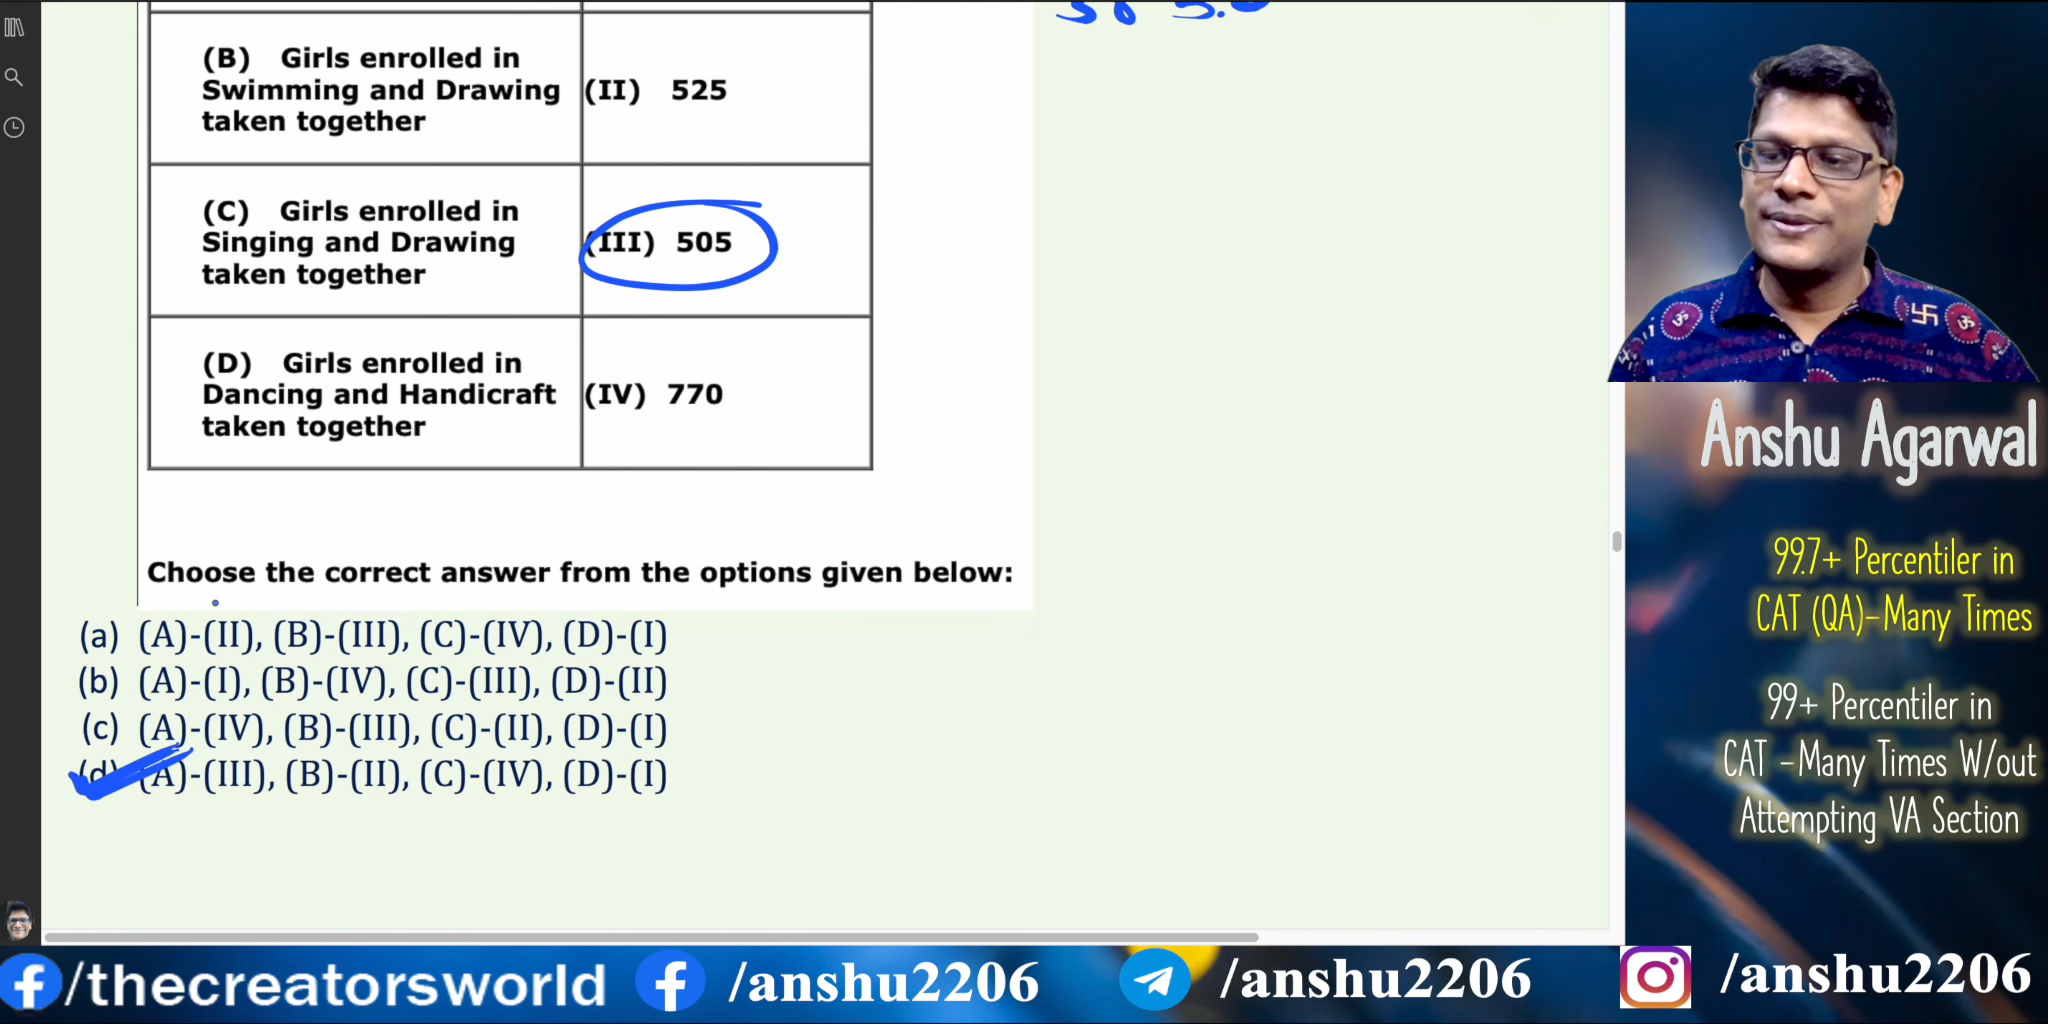 (B) Girls enrolled in
Swimming and Drawing
taken together
(II) 525
(C) Girls enrolled in
Singing and Drawing
taken together
(III) 505
(D) Girls enrolled in
Dancing and Handicraft
taken together
(IV) 770
Choose the correct answer from the options given below:
(a) (A)-(II), (B)-(III), (C)-(IV), (D)-(I)
(b) (A)-(I), (B)-(IV), (C)-(III), (D)-(II)
(c) (A)-(IV), (B)-(III), (C)-(II), (D)-(I)
(d) (A)-(III), (B)-(II), (C)-(IV), (D)-(I)
Anshu Agarwal
99.7+ Percentiler in
CAT (QA)-Many Times
99+ Percentiler in
CAT -Many Times W/out
Attempting VA Section
/thecreatorsworld
/anshu2206
/anshu2206
/anshu2206